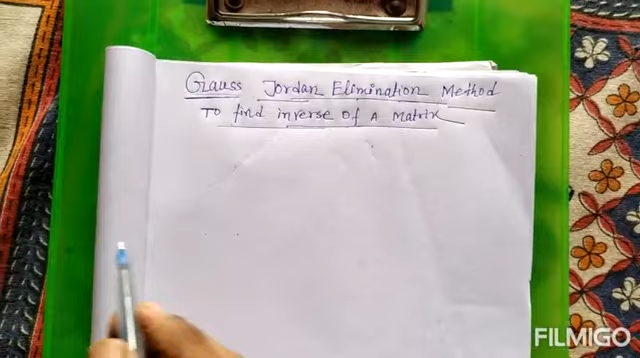 Gauss Jordan Elimination Method
To find inverse of A Matrix
FILMIGO